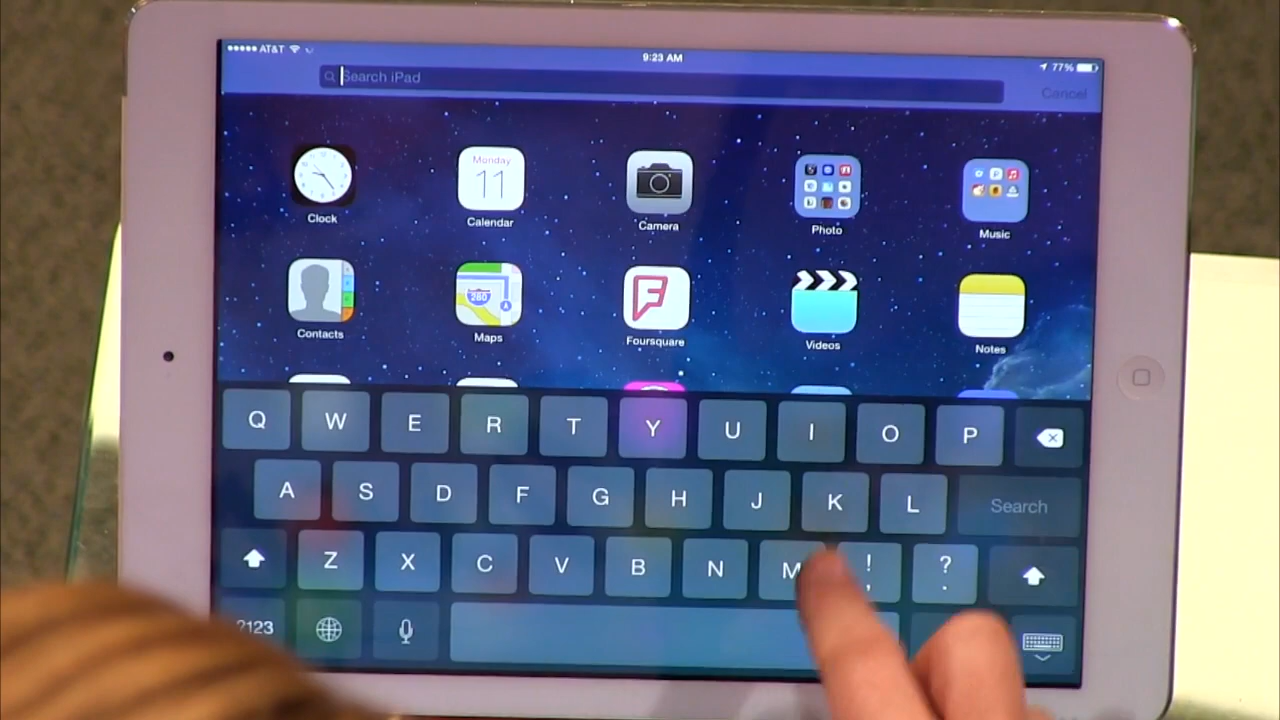 AT&T 9:23 AM 77%
Search iPad Cancel
Monday
11
Clock Calendar Camera Photo Music
280
Contacts Maps Foursquare Videos Notes
Q W E R T Y U I O P
A S D F G H J K L Search
Z X C V B N M ! , ? .
?123